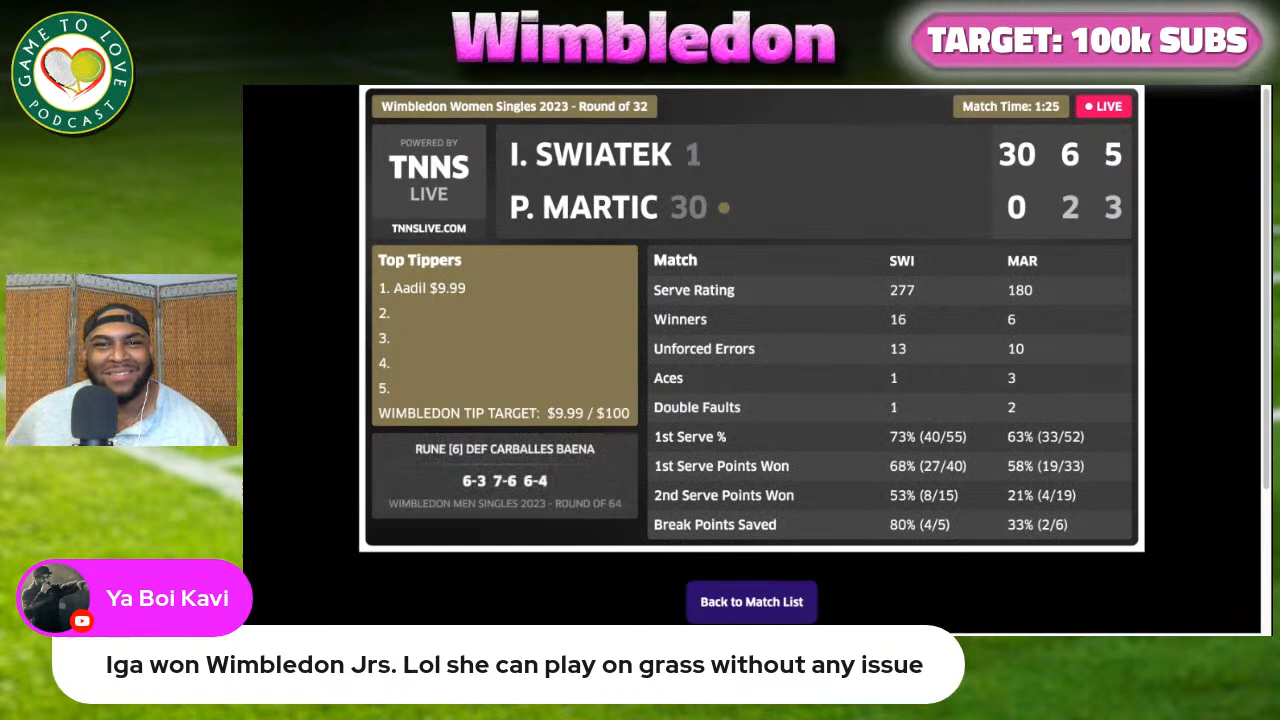 GAME TO LOVE
PODCAST
Wimbledon
TARGET: 100k SUBS
Wimbledon Women Singles 2023 - Round of 32
Match Time: 1:25
LIVE
POWERED BY
TNNS
LIVE
TNNSLIVE.COM
I. SWIATEK 1 30 6 5
P. MARTIC 30 0 2 3
Top Tippers
1. Aadil $9.99
2.
3.
4.
5.
WIMBLEDON TIP TARGET: $9.99 / $100
RUNE [6] DEF CARBALLES BAENA
6-3 7-6 6-4
WIMBLEDON MEN SINGLES 2023 - ROUND OF 64
Match SWI MAR
Serve Rating 277 180
Winners 16 6
Unforced Errors 13 10
Aces 1 3
Double Faults 1 2
1st Serve % 73% (40/55) 63% (33/52)
1st Serve Points Won 68% (27/40) 58% (19/33)
2nd Serve Points Won 53% (8/15) 21% (4/19)
Break Points Saved 80% (4/5) 33% (2/6)
Back to Match List
Ya Boi Kavi
Iga won Wimbledon Jrs. Lol she can play on grass without any issue